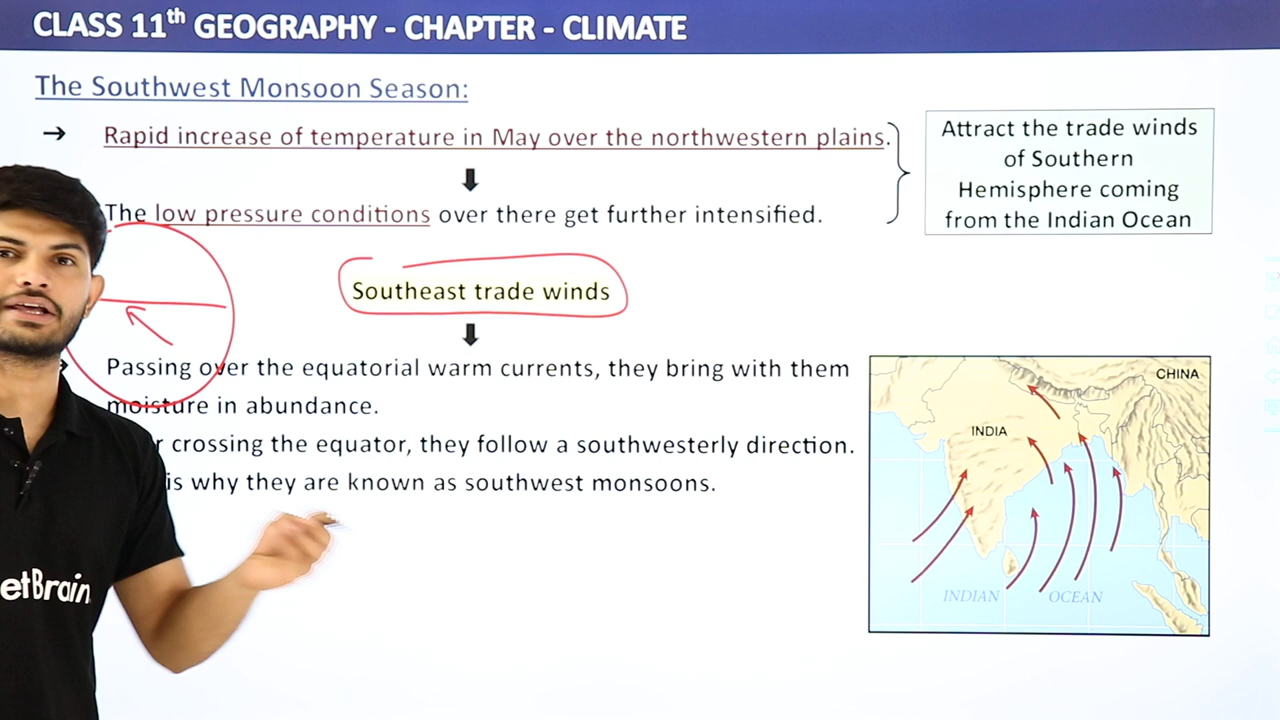 CLASS 11th GEOGRAPHY - CHAPTER - CLIMATE
The Southwest Monsoon Season:
➔ Rapid increase of temperature in May over the northwestern plains.
The low pressure conditions over there get further intensified.
Attract the trade winds
of Southern
Hemisphere coming
from the Indian Ocean
Southeast trade winds
Passing over the equatorial warm currents, they bring with them
moisture in abundance.
r crossing the equator, they follow a southwesterly direction.
is why they are known as southwest monsoons.
CHINA
INDIA
INDIAN OCEAN
etBrain